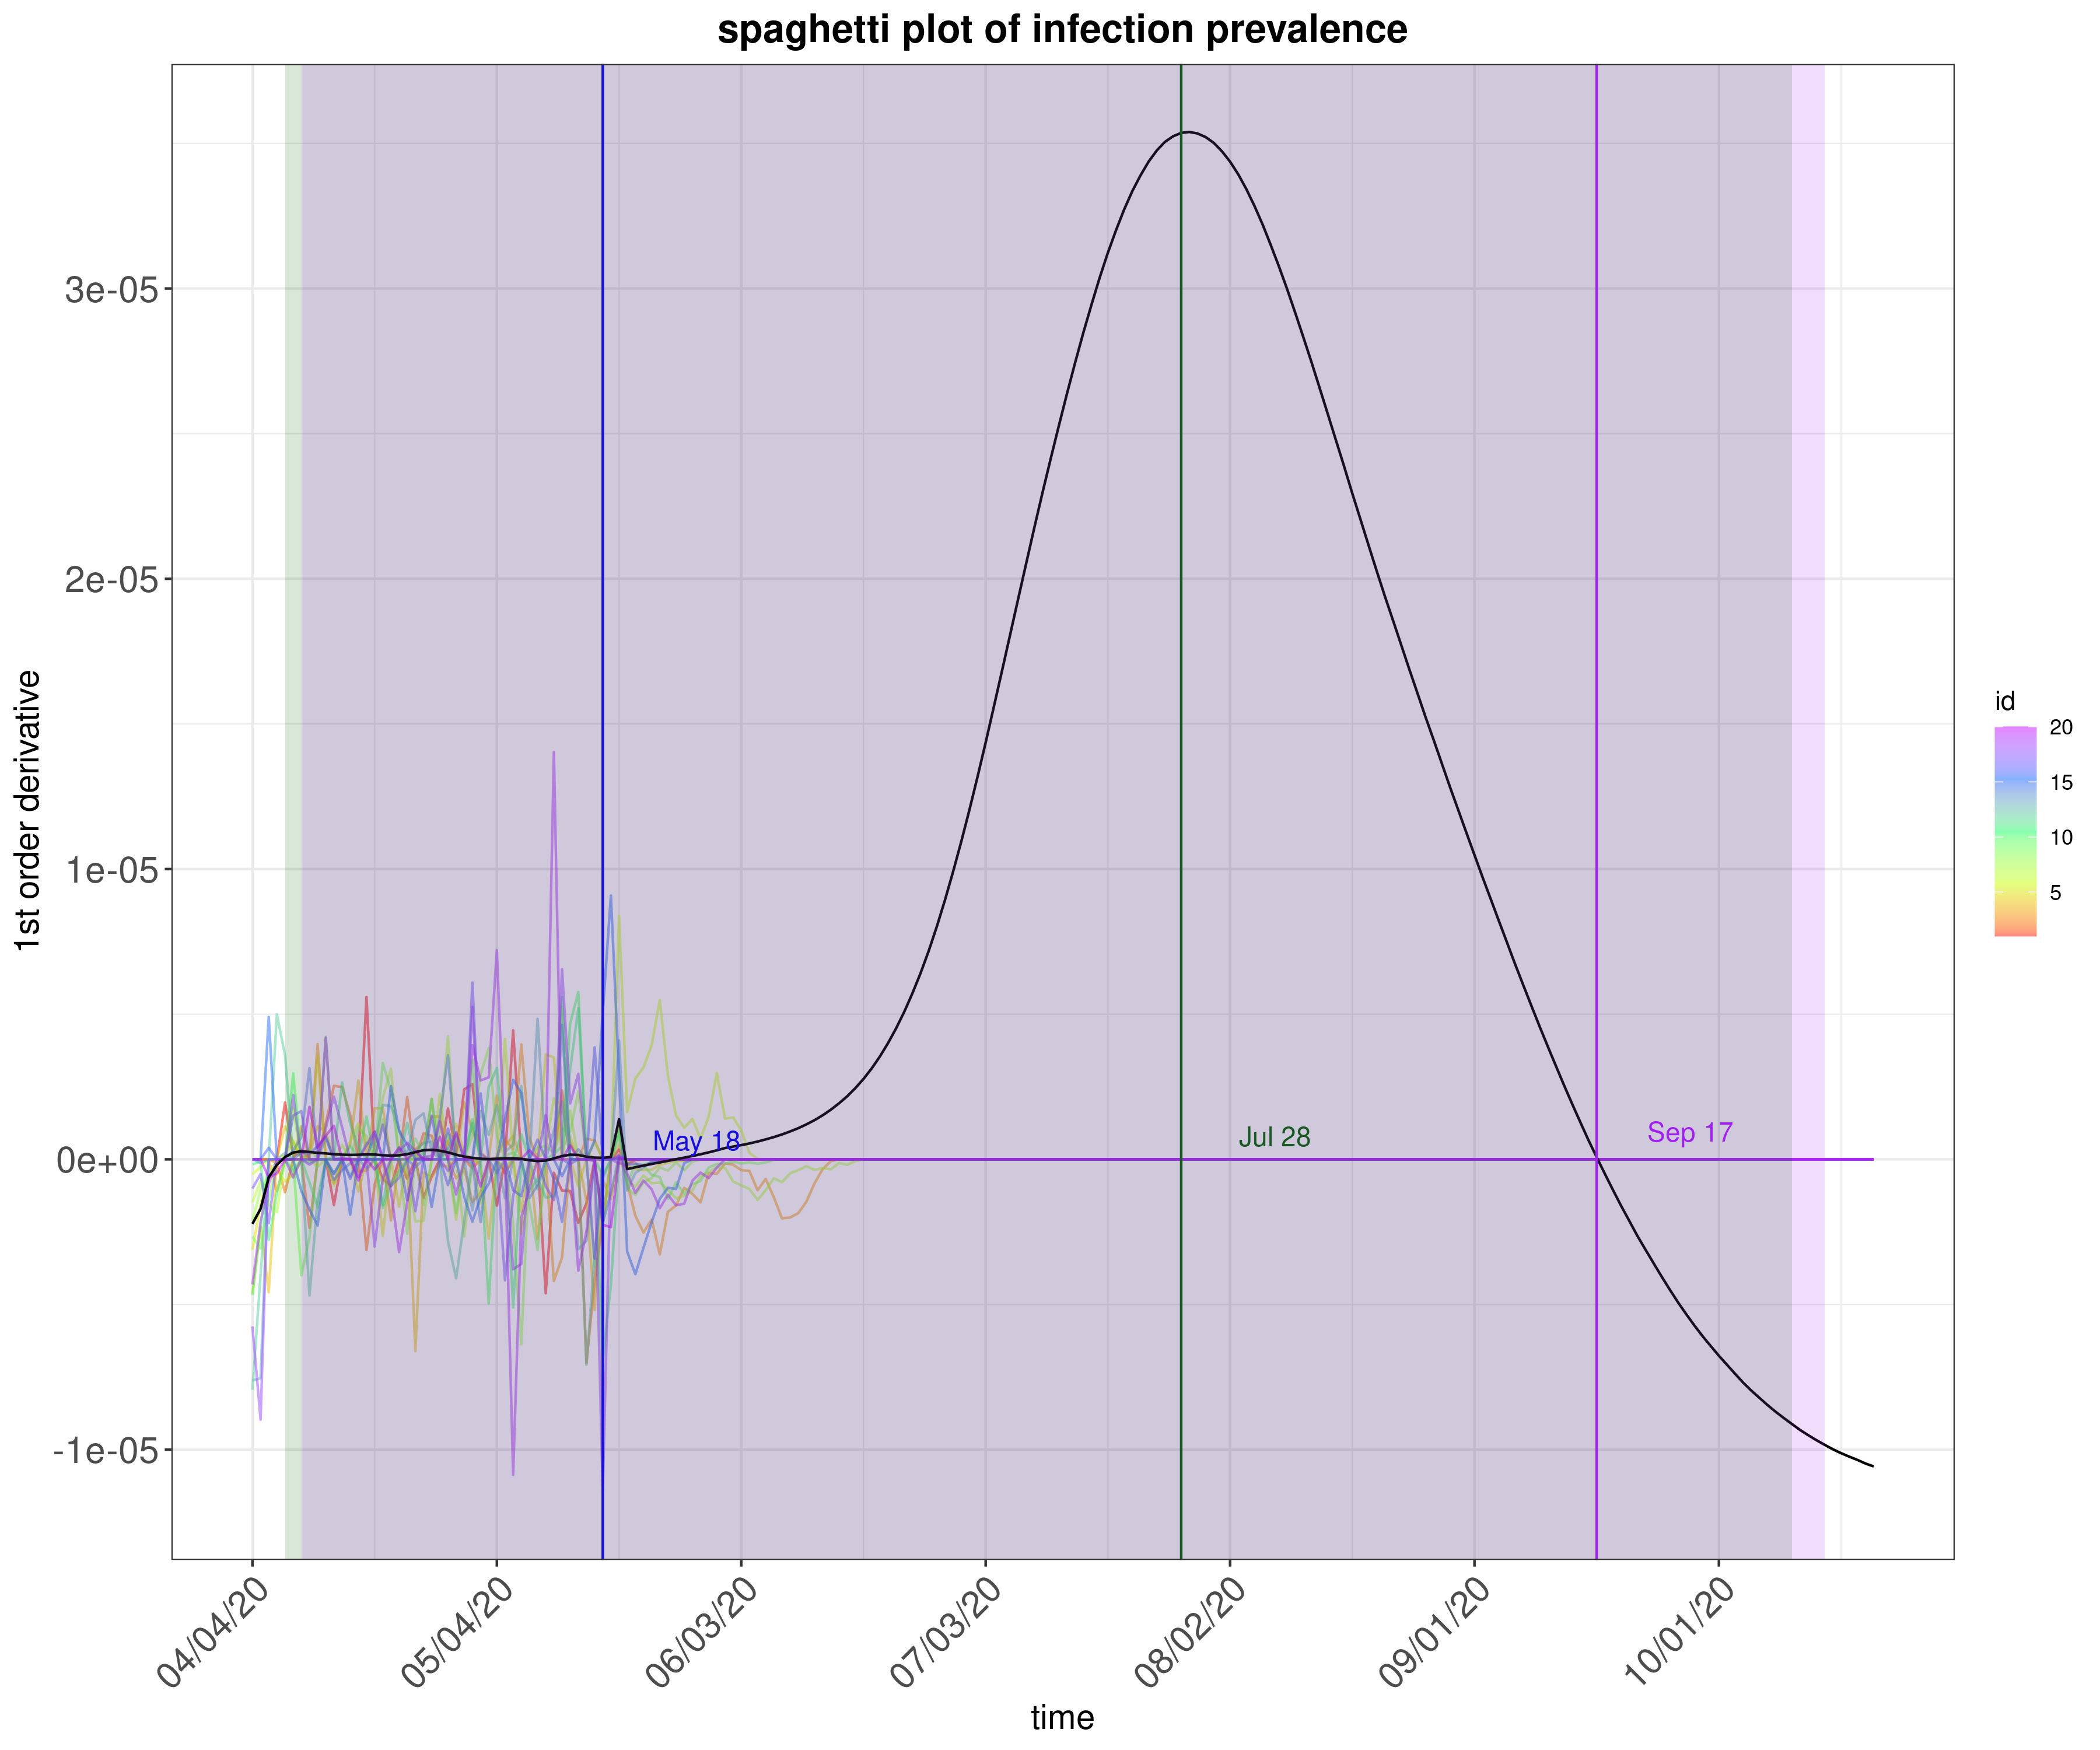 spaghetti plot of infection prevalence
1st order derivative
3e-05
2e-05
1e-05
0e+00
-1e-05
May 18
Jul 28
Sep 17
id
20
15
10
5
04/04/20
05/04/20
06/03/20
07/03/20
08/02/20
09/01/20
10/01/20
time